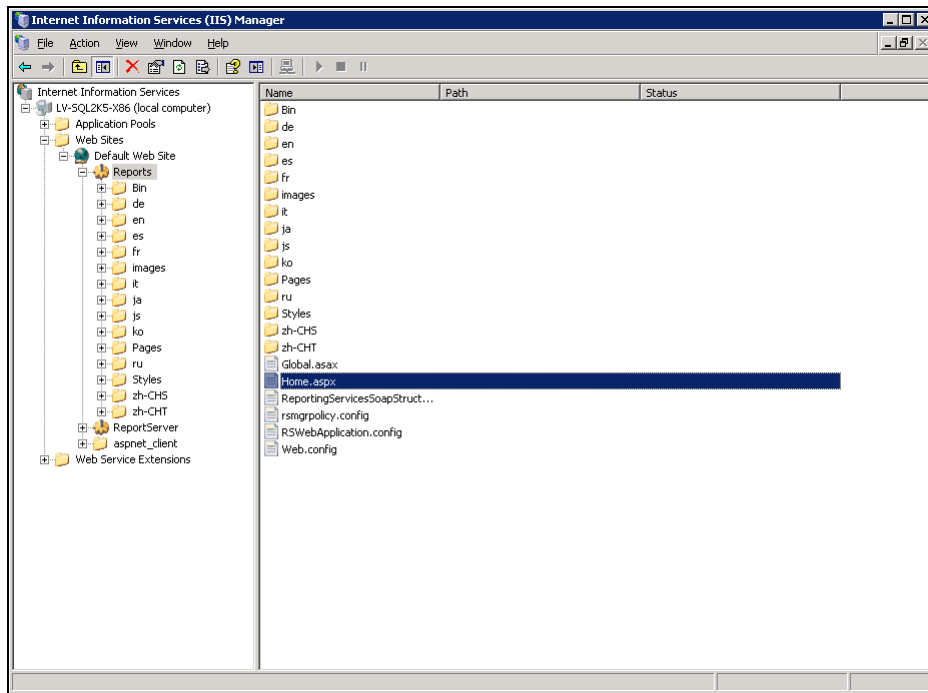 Internet Information Services (IIS) Manager
File Action View Window Help
Internet Information Services
LV-SQL2K5-X86 (local computer)
Application Pools
Web Sites
Default Web Site
Reports
Bin
de
en
es
fr
images
it
ja
js
ko
Pages
ru
Styles
zh-CHS
zh-CHT
ReportServer
aspnet_client
Web Service Extensions
Name Path Status
Bin
de
en
es
fr
images
it
ja
js
ko
Pages
ru
Styles
zh-CHS
zh-CHT
Global.asax
Home.aspx
ReportingServicesSoapStruct...
rsmgrpolicy.config
RSWebApplication.config
Web.config